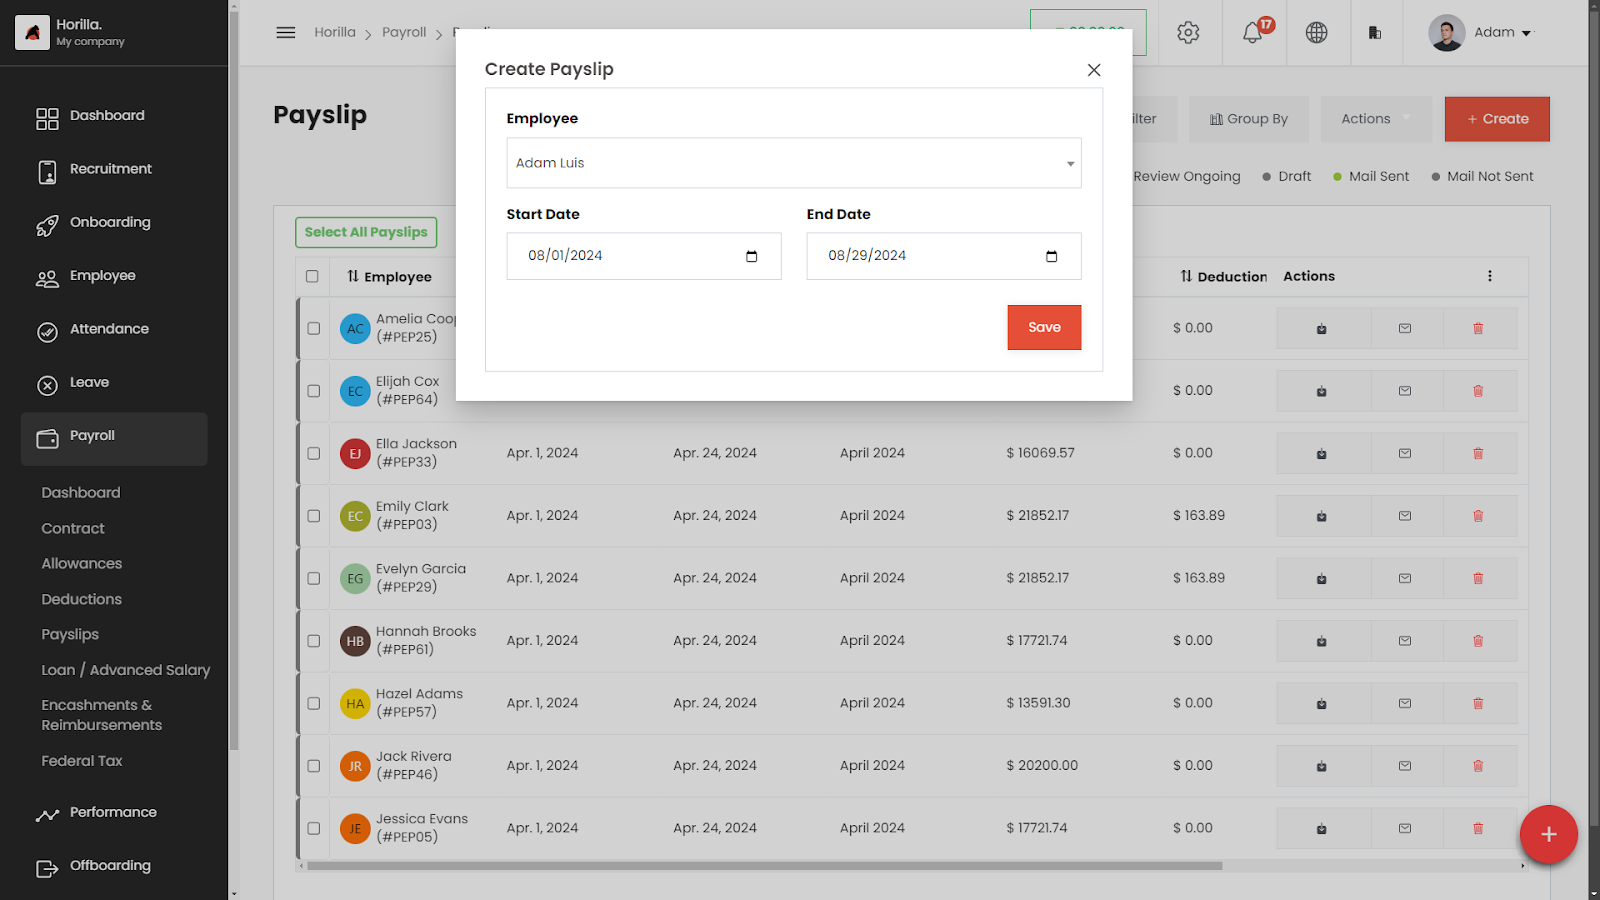 Horilla.
My company
Horilla > Payroll >
17
Adam
Dashboard
Recruitment
Onboarding
Employee
Attendance
Leave
Payroll
Dashboard
Contract
Allowances
Deductions
Payslips
Loan / Advanced Salary
Encashments &
Reimbursements
Federal Tax
Performance
Offboarding
Payslip
Group By
Actions
+ Create
Review Ongoing
Draft
Mail Sent
Mail Not Sent
Create Payslip
Employee
Adam Luis
Start Date
End Date
08/01/2024
08/29/2024
Save
Select All Payslips
Employee
Deduction
Actions
AC
Amelia
(#PEP25)
$ 0.00
EC
Elijah Cox
(#PEP64)
$ 0.00
EJ
Ella Jackson
(#PEP33)
Apr. 1, 2024
Apr. 24, 2024
April 2024
$ 16069.57
$ 0.00
EC
Emily Clark
(#PEP03)
Apr. 1, 2024
Apr. 24, 2024
April 2024
$ 21852.17
$ 163.89
EG
Evelyn Garcia
(#PEP29)
Apr. 1, 2024
Apr. 24, 2024
April 2024
$ 21852.17
$ 163.89
HB
Hannah Brooks
(#PEP61)
Apr. 1, 2024
Apr. 24, 2024
April 2024
$ 17721.74
$ 0.00
HA
Hazel Adams
(#PEP57)
Apr. 1, 2024
Apr. 24, 2024
April 2024
$ 13591.30
$ 0.00
JR
Jack Rivera
(#PEP46)
Apr. 1, 2024
Apr. 24, 2024
April 2024
$ 20200.00
$ 0.00
JE
Jessica Evans
(#PEP05)
Apr. 1, 2024
Apr. 24, 2024
April 2024
$ 17721.74
$ 0.00
+